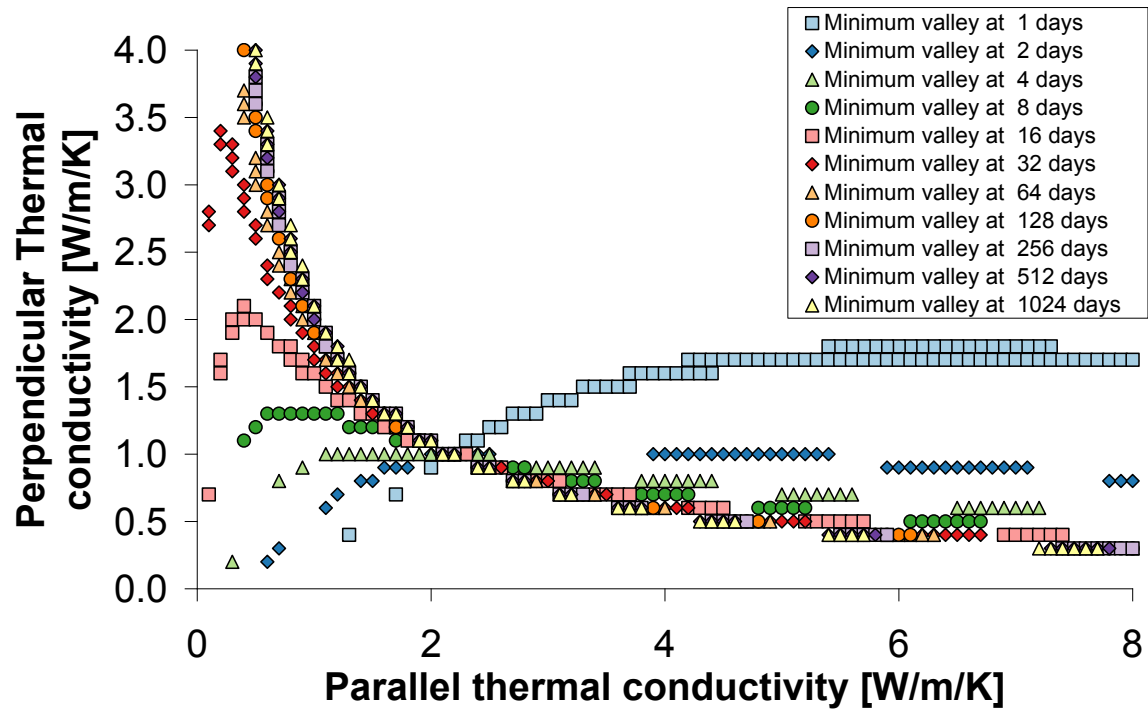 Minimum valley at 1 days
Minimum valley at 2 days
Minimum valley at 4 days
Minimum valley at 8 days
Minimum valley at 16 days
Minimum valley at 32 days
Minimum valley at 64 days
Minimum valley at 128 days
Minimum valley at 256 days
Minimum valley at 512 days
Minimum valley at 1024 days
Perpendicular Thermal
conductivity [W/m/K]
4.0
3.5
3.0
2.5
2.0
1.5
1.0
0.5
0.0
0 2 4 6 8
Parallel thermal conductivity [W/m/K]